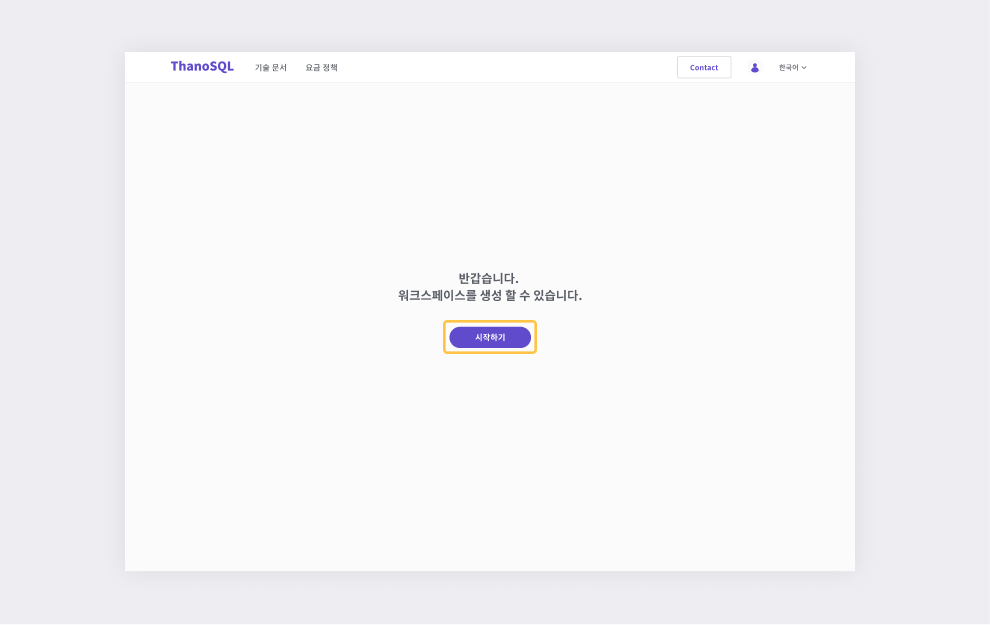 ThanoSQL 기술 문서 요금 정책 Contact 한국어
반갑습니다.
워크스페이스를 생성 할 수 있습니다.
시작하기